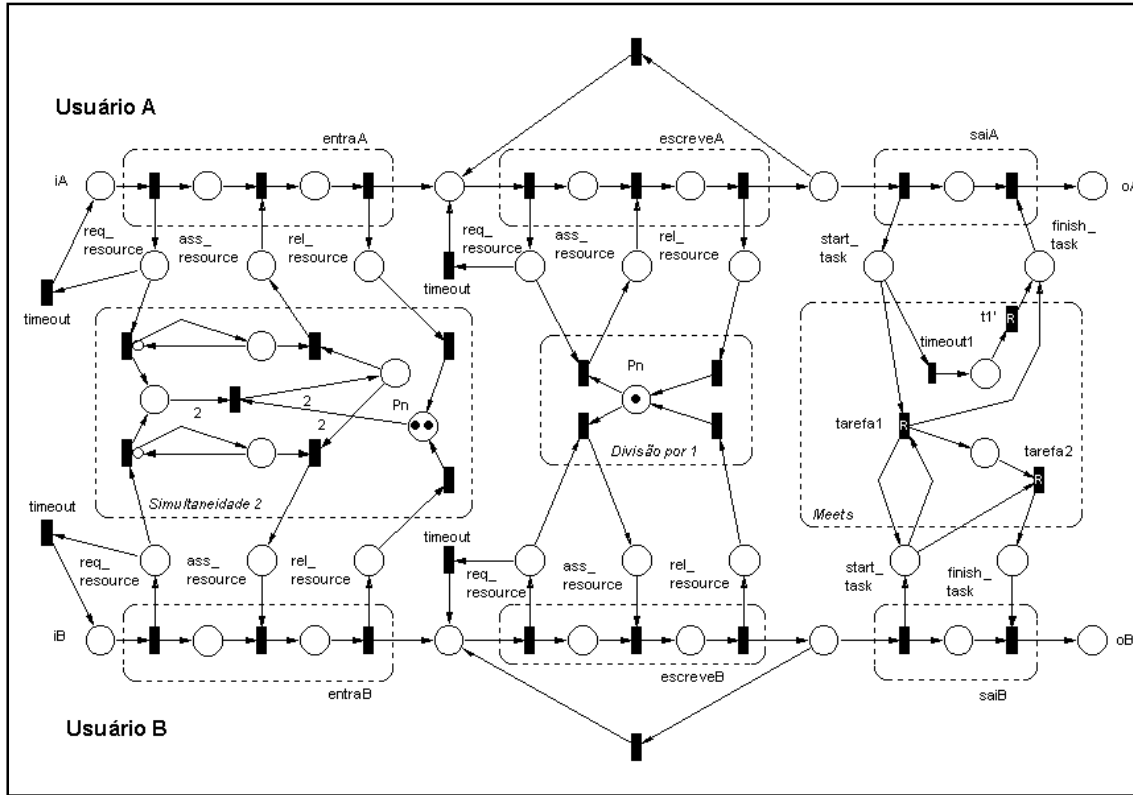 Usuário A
entraA
escreveA
saiA
iA
oA
req_
resource
ass_
resource
rel_
resource
req_
resource
ass_
resource
rel_
resource
start_
task
finish_
task
timeout
timeout
t1'
R
timeout1
2
2
2
Pn
Pn
tarefa1
R
tarefa2
R
Simultaneidade 2
Divisão por 1
Meets
timeout
timeout
req_
resource
ass_
resource
rel_
resource
req_
resource
ass_
resource
rel_
resource
start_
task
finish_
task
iB
oB
entraB
escreveB
saiB
Usuário B